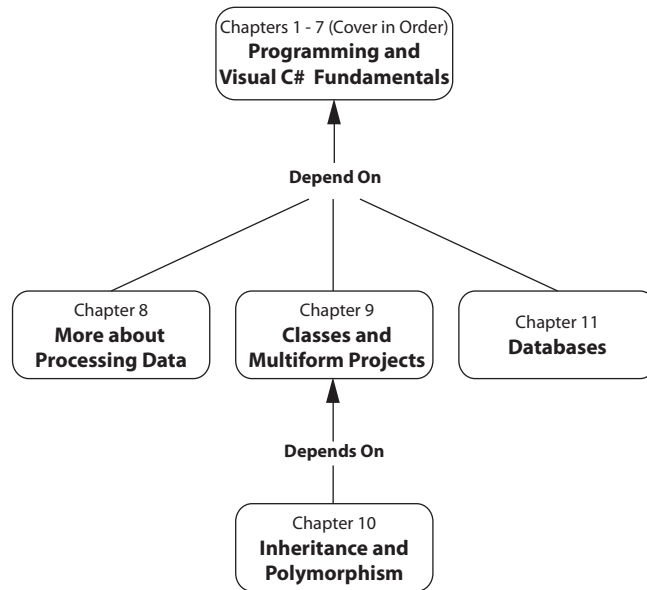 Chapters 1 - 7 (Cover in Order)
Programming and
Visual C# Fundamentals
Depend On
Chapter 8
More about
Processing Data
Chapter 9
Classes and
Multiform Projects
Chapter 11
Databases
Depends On
Chapter 10
Inheritance and
Polymorphism